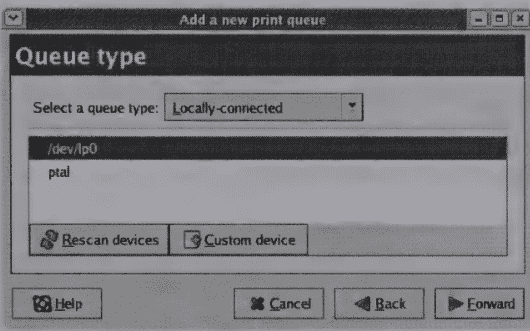 Add a new print queue
Queue type
Select a queue type: Locally-connected
/dev/lp0
ptal
Rescan devices Custom device
Help Cancel Back Forward